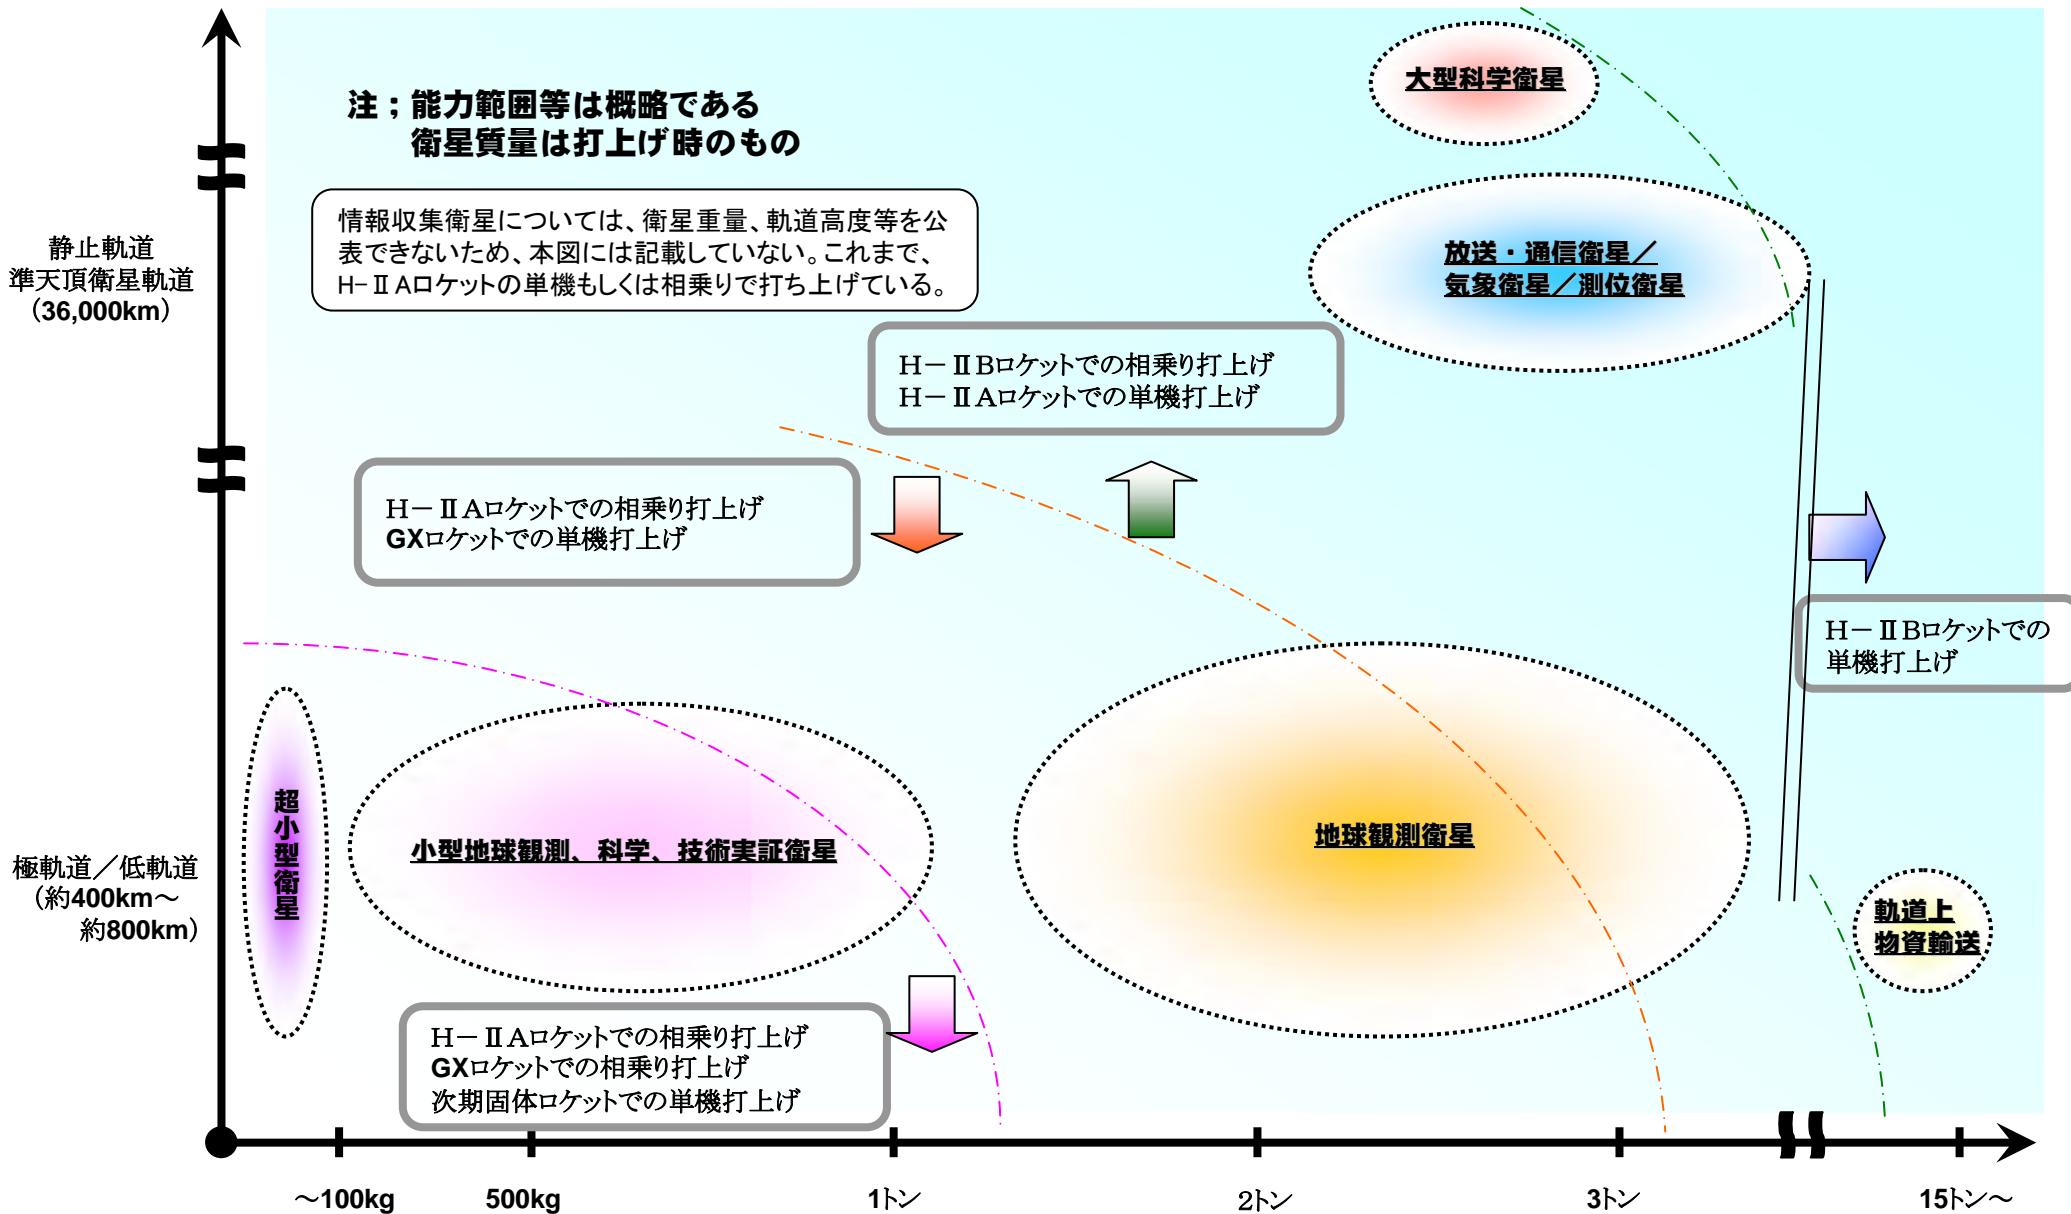 注；能力範囲等は概略である
衛星質量は打上げ時のもの
情報収集衛星については、衛星重量、軌道高度等を公
表できないため、本図には記載していない。これまで、
H-ⅡAロケットの単機もしくは相乗りで打ち上げている。
大型科学衛星
静止軌道
準天頂衛星軌道
（36,000km）
放送・通信衛星／
気象衛星／測位衛星
H－ⅡBロケットでの相乗り打上げ
H－ⅡAロケットでの単機打上げ
H－ⅡAロケットでの相乗り打上げ
GXロケットでの単機打上げ
H－ⅡBロケットでの
単機打上げ
極軌道／低軌道
（約400km～
約800km）
超小型衛星
小型地球観測、科学、技術実証衛星
地球観測衛星
軌道上
物資輸送
H－ⅡAロケットでの相乗り打上げ
GXロケットでの相乗り打上げ
次期固体ロケットでの単機打上げ
～100kg 500kg 1トン 2トン 3トン 15トン～